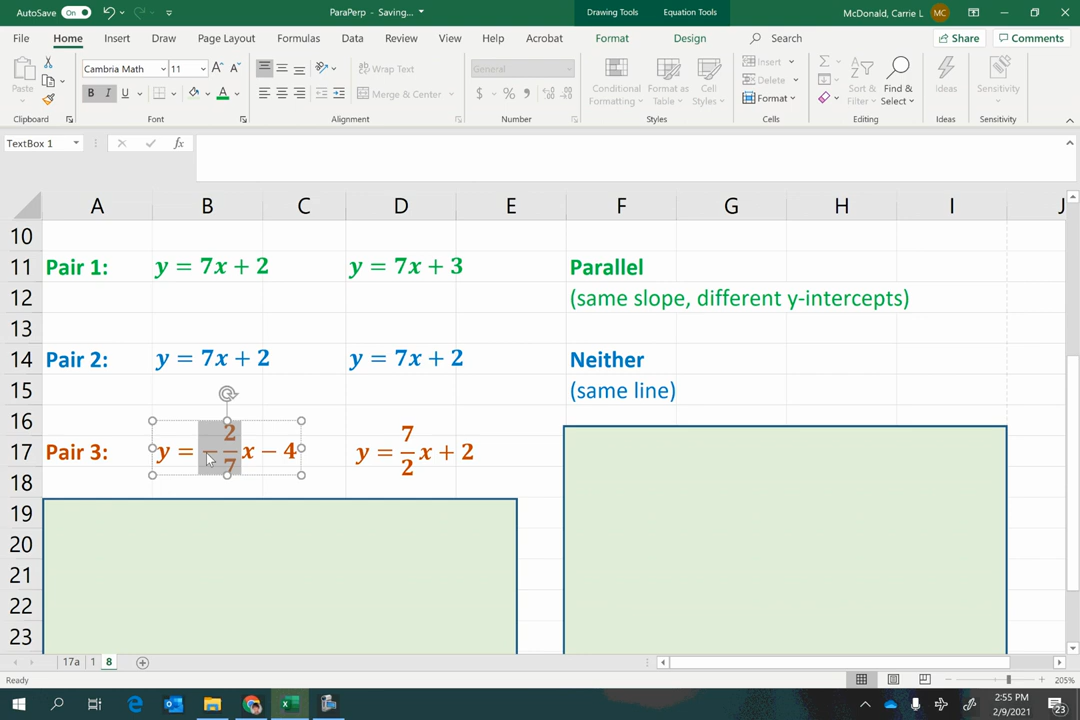 AutoSave On ParaPerp - Saving... Drawing Tools Equation Tools McDonald, Carrie L MC
File Home Insert Draw Page Layout Formulas Data Review View Help Acrobat Format Design Search Share Comments
Cambria Math 11 A A Wrap Text General Insert
Paste B I U A Merge & Center $ % Conditional Formatting Format as Table Cell Styles Delete Format Sort & Filter Find & Select Ideas Sensitivity
Clipboard Font Alignment Number Styles Cells Editing Ideas Sensitivity
TextBox 1 fx
A B C D E F G H I J
10
11 Pair 1: y = 7x + 2 y = 7x + 3 Parallel
12 (same slope, different y-intercepts)
13
14 Pair 2: y = 7x + 2 y = 7x + 2 Neither
15 (same line)
16
17 Pair 3: y = −2/7x − 4 y = 7/2x + 2
18
19
20
21
22
23
17a 1 8
Ready 205%
2:55 PM
2/9/2021 23